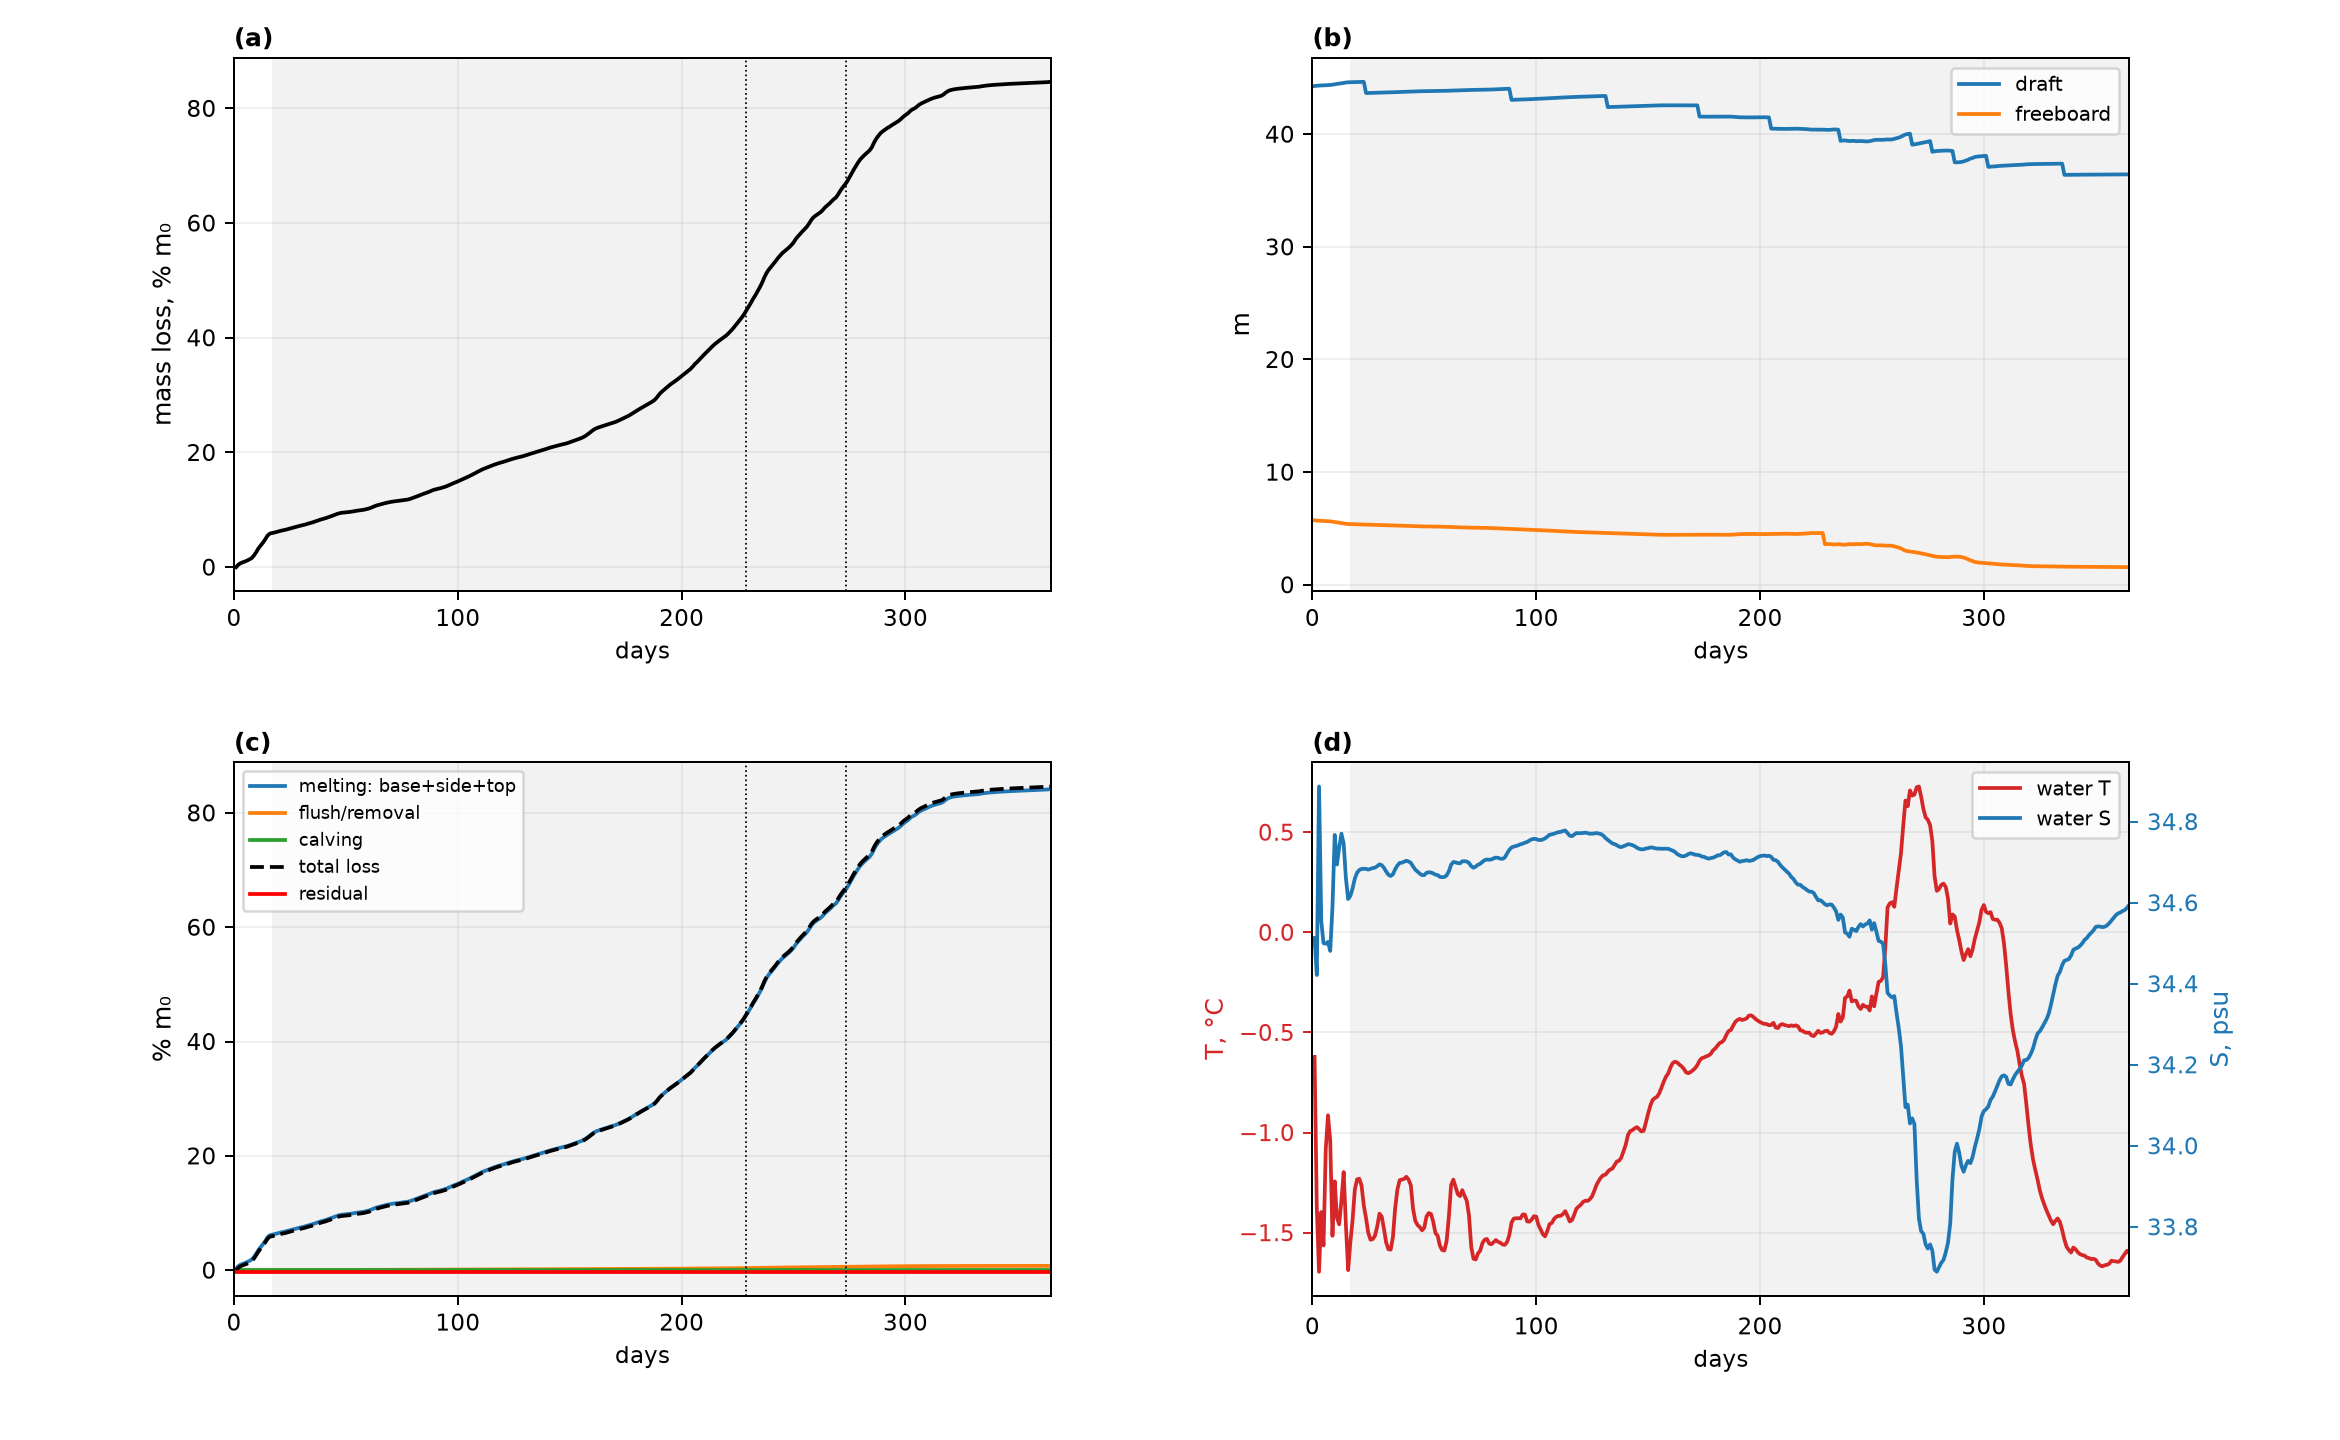 (a)
mass loss, % m₀
80
60
40
20
0
0 100 200 300
days
(b)
m
40
30
20
10
0
draft
freeboard
0 100 200 300
days
(c)
% m₀
80
60
40
20
0
melting: base+side+top
flush/removal
calving
total loss
residual
0 100 200 300
days
(d)
T, °C
0.5
0.0
−0.5
−1.0
−1.5
water T
water S
34.8
34.6
34.4
34.2
34.0
33.8
S, psu
0 100 200 300
days